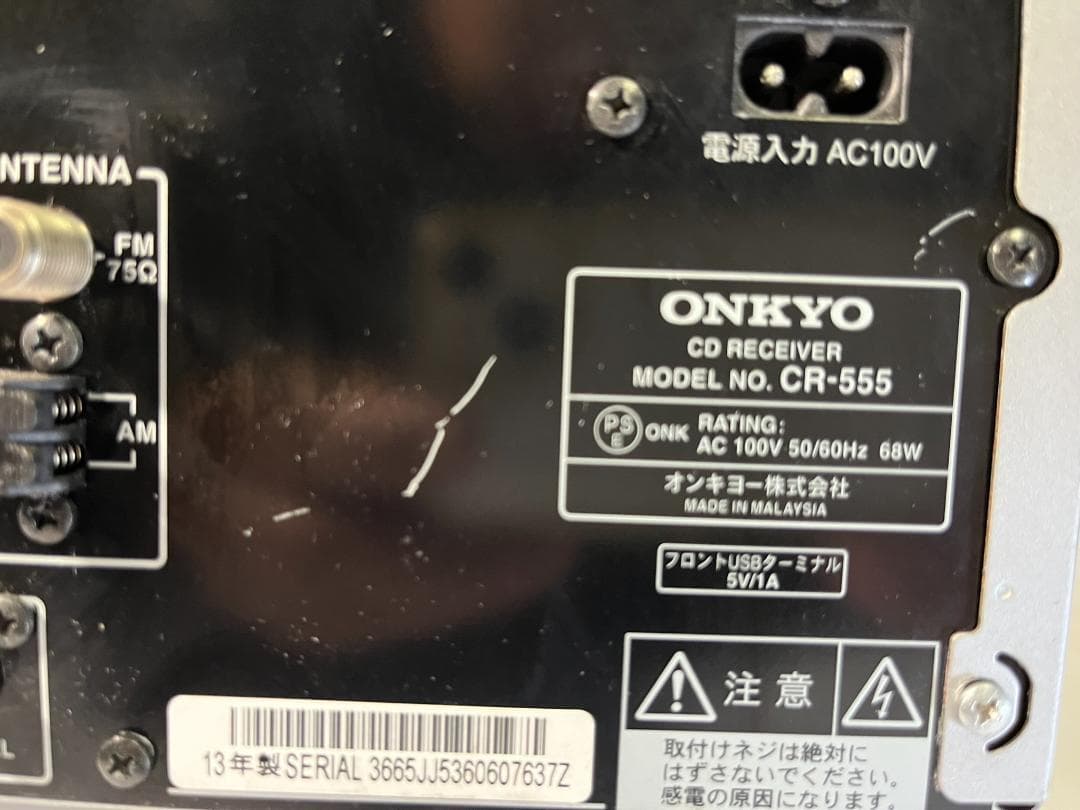 電源入力 AC100V
NTENNA
FM
75Ω
AM
ONKYO
CD RECEIVER
MODEL NO. CR-555
PS
E
ONK
RATING:
AC 100V 50/60Hz 68W
オンキヨー株式会社
MADE IN MALAYSIA
フロントUSBターミナル
5V/1A
注意
取付けネジは絶対に
はずさないでください。
感電の原因になります。
L
13年製 SERIAL 3665JJ5360607637Z